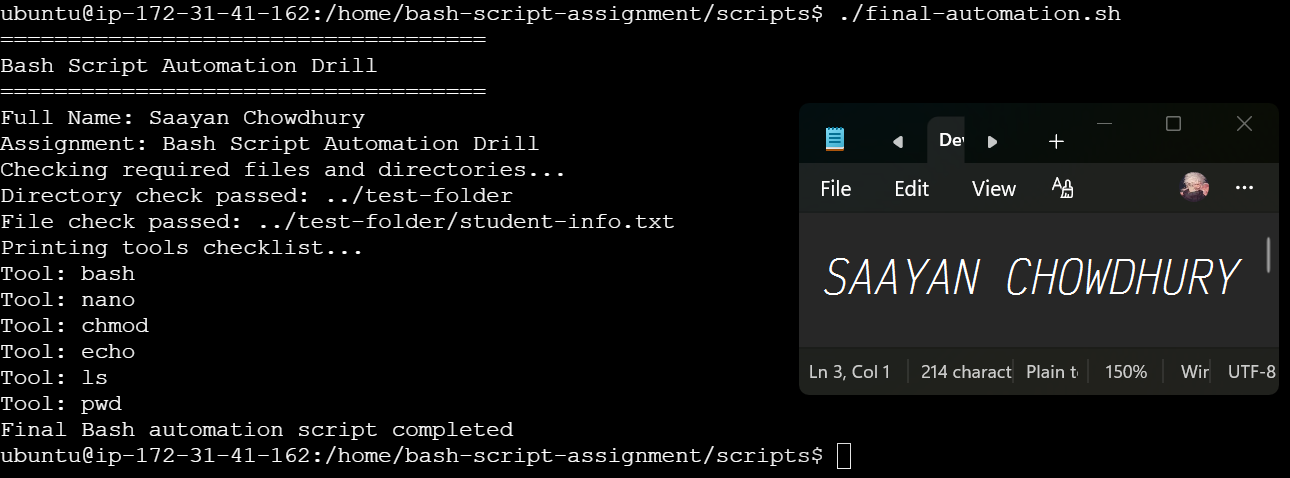 ubuntu@ip-172-31-41-162:/home/bash-script-assignment/scripts$ ./final-automation.sh
====================================
Bash Script Automation Drill
====================================
Full Name: Saayan Chowdhury
Assignment: Bash Script Automation Drill
Checking required files and directories...
Directory check passed: ../test-folder
File check passed: ../test-folder/student-info.txt
Printing tools checklist...
Tool: bash
Tool: nano
Tool: chmod
Tool: echo
Tool: ls
Tool: pwd
Final Bash automation script completed
ubuntu@ip-172-31-41-162:/home/bash-script-assignment/scripts$
De
File Edit View
SAAYAN CHOWDHURY
Ln 3, Col 1 214 charact Plain t 150% Wir UTF-8